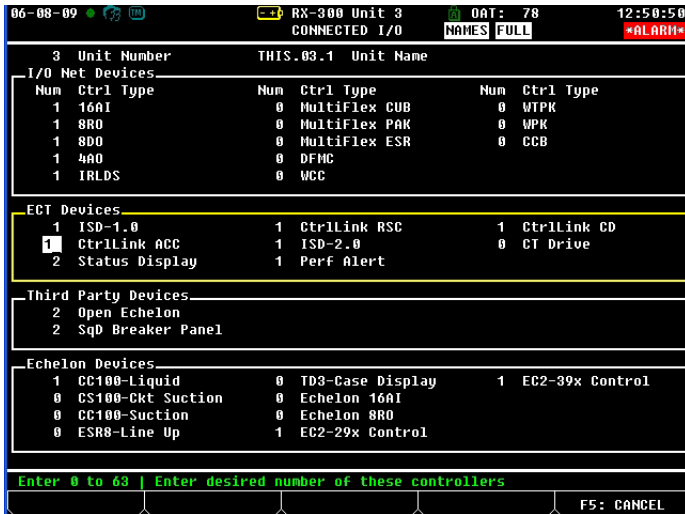 06-08-09 TM - + RX-300 Unit 3 OAT: 78 12:50:50
CONNECTED I/O NAMES FULL *ALARM*
3 Unit Number THIS.03.1 Unit Name
I/O Net Devices
Num Ctrl Type Num Ctrl Type Num Ctrl Type
1 16AI 0 MultiFlex CUB 0 WTPK
1 8RO 0 MultiFlex PAK 0 WPK
1 8DO 0 MultiFlex ESR 0 CCB
1 4AO 0 DFMC
1 IRLDS 0 WCC
ECT Devices
1 ISD-1.0 1 CtrlLink RSC 1 CtrlLink CD
1 CtrlLink ACC 1 ISD-2.0 0 CT Drive
2 Status Display 1 Perf Alert
Third Party Devices
2 Open Echelon
2 SqD Breaker Panel
Echelon Devices
1 CC100-Liquid 0 TD3-Case Display 1 EC2-39x Control
0 CS100-Ckt Suction 0 Echelon 16AI
0 CC100-Suction 0 Echelon 8RO
0 ESR8-Line Up 1 EC2-29x Control
Enter 0 to 63 | Enter desired number of these controllers
F5: CANCEL